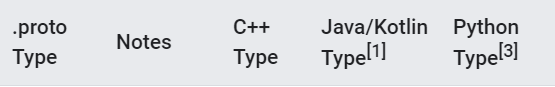 .proto Type
Notes
C++ Type
Java/Kotlin Type[1]
Python Type[3]